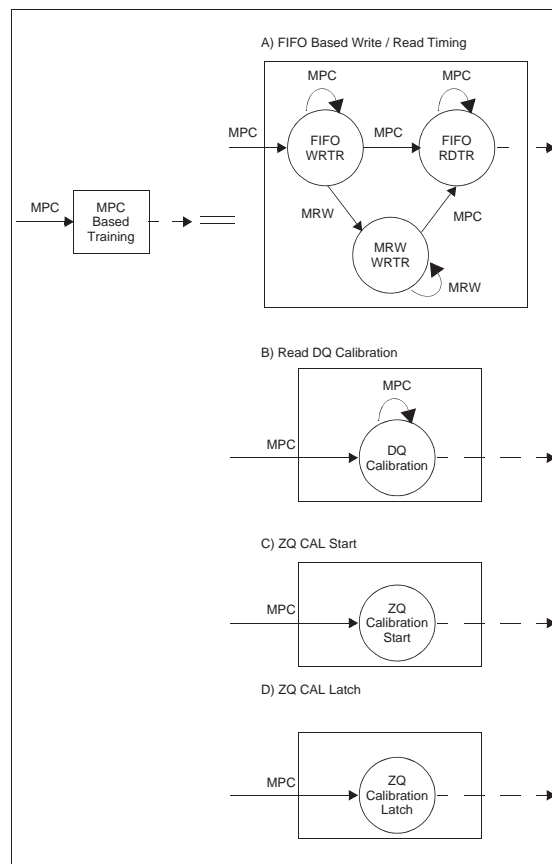 A) FIFO Based Write / Read Timing
MPC
MPC
MPC
FIFO
WRTR
MPC
FIFO
RDTR
MPC
MPC
Based
Training
MRW
MPC
MRW
WRTR
MRW
B) Read DQ Calibration
MPC
MPC
DQ
Calibration
C) ZQ CAL Start
MPC
ZQ
Calibration
Start
D) ZQ CAL Latch
MPC
ZQ
Calibration
Latch